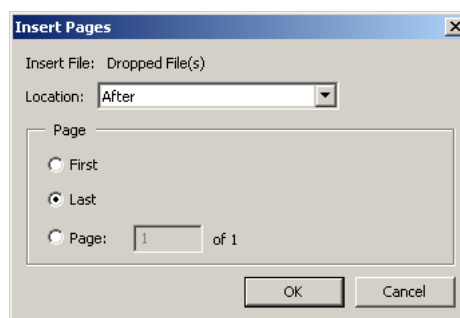 Insert Pages
Insert File: Dropped File(s)
Location: After
Page
First
Last
Page: 1 of 1
OK Cancel